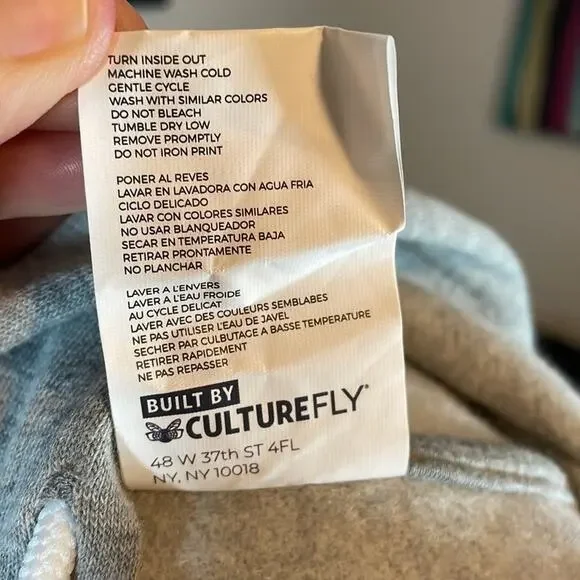 TURN INSIDE OUT
MACHINE WASH COLD
GENTLE CYCLE
WASH WITH SIMILAR COLORS
DO NOT BLEACH
TUMBLE DRY LOW
REMOVE PROMPTLY
DO NOT IRON PRINT
PONER AL REVES
LAVAR EN LAVADORA CON AGUA FRIA
CICLO DELICADO
LAVAR CON COLORES SIMILARES
NO USAR BLANQUEADOR
SECAR EN TEMPERATURA BAJA
RETIRAR PRONTAMENTE
NO PLANCHAR
LAVER A L'ENVERS
LAVER A L'EAU FROIDE
AU CYCLE DELICAT
LAVER AVEC DES COULEURS SEMBLABLES
NE PAS UTILISER L'EAU DE JAVEL
SECHER PAR CULBUTAGE A BASSE TEMPERATURE
RETIRER RAPIDEMENT
NE PAS REPASSER
BUILT BY
CULTUREFLY®
48 W 37th ST 4FL
NY, NY 10018